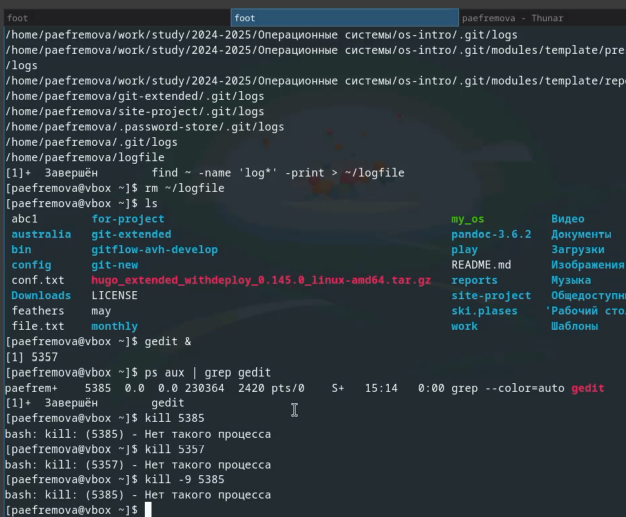 foot
foot
paefremova - Thunar
/home/paefremova/work/study/2024-2025/Операционные системы/os-intro/.git/logs
/home/paefremova/work/study/2024-2025/Операционные системы/os-intro/.git/modules/template/pre
/logs
/home/paefremova/work/study/2024-2025/Операционные системы/os-intro/.git/modules/template/rep
/home/paefremova/git-extended/.git/logs
/home/paefremova/site-project/.git/logs
/home/paefremova/.password-store/.git/logs
/home/paefremova/.git/logs
/home/paefremova/logfile
[1]+  Завершён        find ~ -name 'log*' -print > ~/logfile
[paefremova@vbox ~]$ rm ~/logfile
[paefremova@vbox ~]$ ls
abc1 for-project my_os Видео
australia git-extended pandoc-3.6.2 Документы
bin gitflow-avh-develop play Загрузки
config git-new README.md Изображения
conf.txt hugo_extended_withdeploy_0.145.0_linux-amd64.tar.gz reports Музыка
Downloads LICENSE site-project Общедоступн
feathers may ski.plases 'Рабочий сто
file.txt monthly work Шаблоны
[paefremova@vbox ~]$ gedit &
[1] 5357
[paefremova@vbox ~]$ ps aux | grep gedit
paefrem+    5385  0.0  0.0 230364  2420 pts/0    S+   15:14   0:00 grep --color=auto gedit
[1]+  Завершён        gedit
[paefremova@vbox ~]$ kill 5385
bash: kill: (5385) - Нет такого процесса
[paefremova@vbox ~]$ kill 5357
bash: kill: (5357) - Нет такого процесса
[paefremova@vbox ~]$ kill -9 5385
bash: kill: (5385) - Нет такого процесса
[paefremova@vbox ~]$